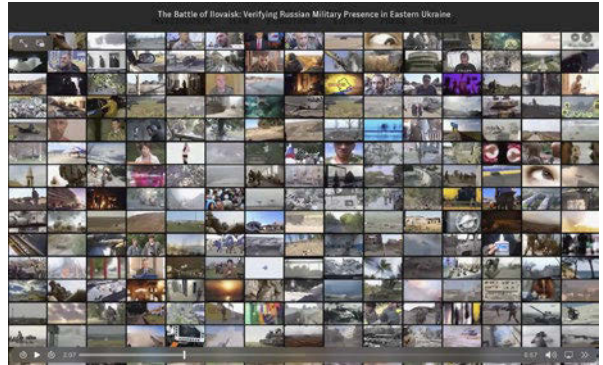 The Battle of Ilovaisk: Verifying Russian Military Presence in Eastern Ukraine
2:07
6:57